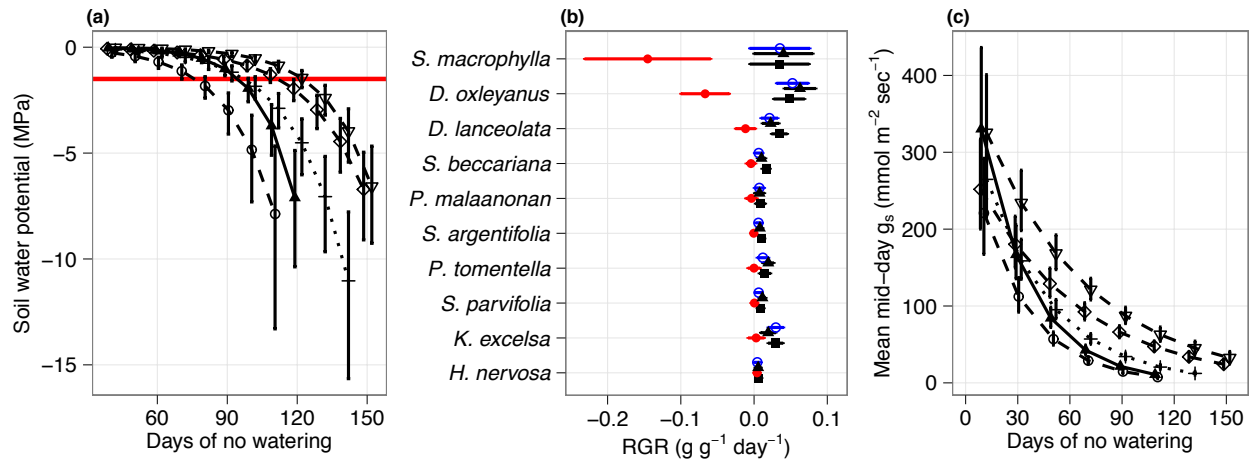 (a)
Soil water potential (MPa)
0
−5
−10
−15
60 90 120 150
Days of no watering
(b)
S. macrophylla
D. oxleyanus
D. lanceolata
S. beccariana
P. malaanonan
S. argentifolia
P. tomentella
S. parvifolia
K. excelsa
H. nervosa
−0.2 −0.1 0.0 0.1
RGR (g g⁻¹ day⁻¹)
(c)
Mean mid−day gₛ (mmol m⁻² sec⁻¹)
400
300
200
100
0
0 30 60 90 120 150
Days of no watering